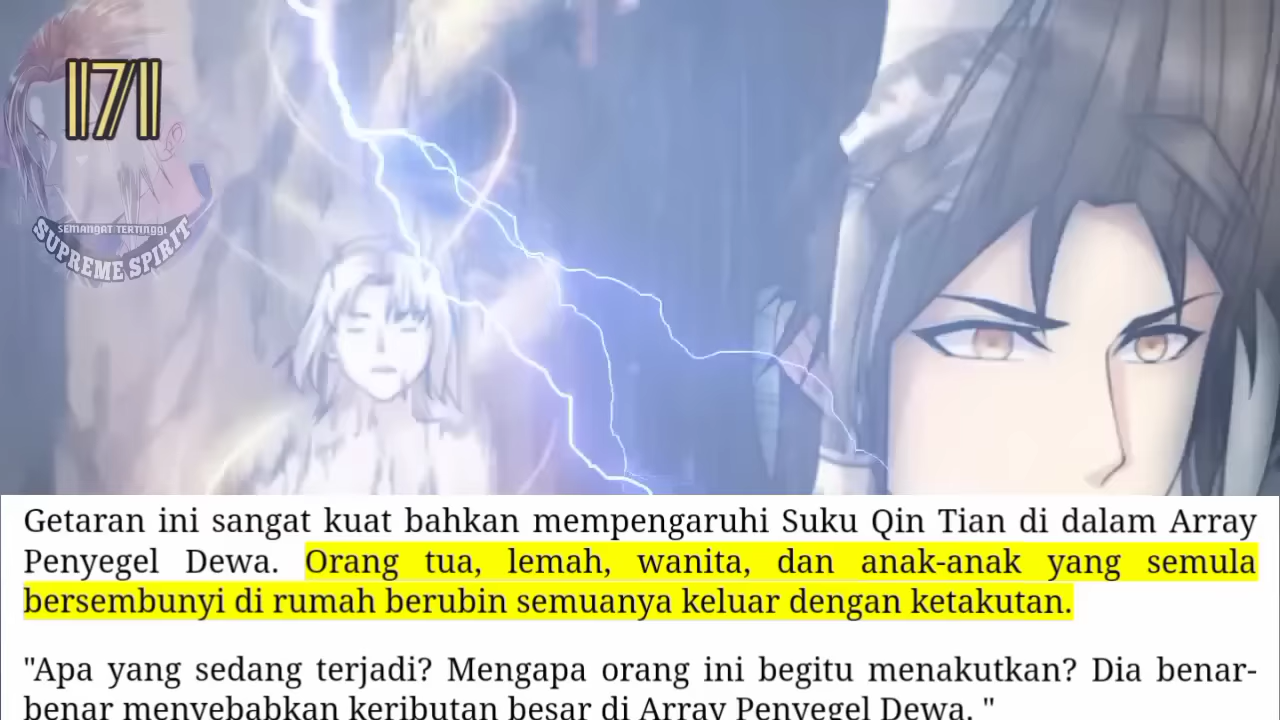 171
SEMANGAT TERTINGGI
SUPREME SPIRIT
Getaran ini sangat kuat bahkan mempengaruhi Suku Qin Tian di dalam Array
Penyegel Dewa. Orang tua, lemah, wanita, dan anak-anak yang semula
bersembunyi di rumah berubin semuanya keluar dengan ketakutan.
"Apa yang sedang terjadi? Mengapa orang ini begitu menakutkan? Dia benar-
benar menyebabkan keributan besar di Array Penyegel Dewa. "